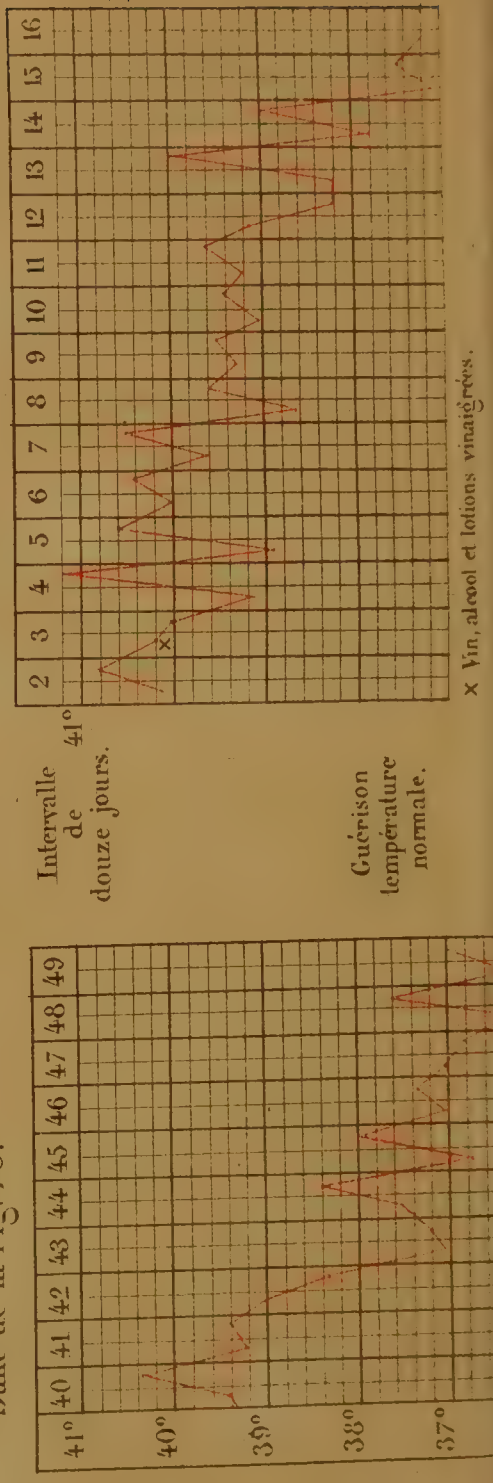 40 41 42 43 44 45 46 47 48 49
41°
40°
39°
38°
37°
Intervalle
de
douze jours.
Guérison
température
normale.
2 3 4 5 6 7 8 9 10 11 12 13 14 15 16
41°
x
x Vin, alcool et lotions vinaigrées.